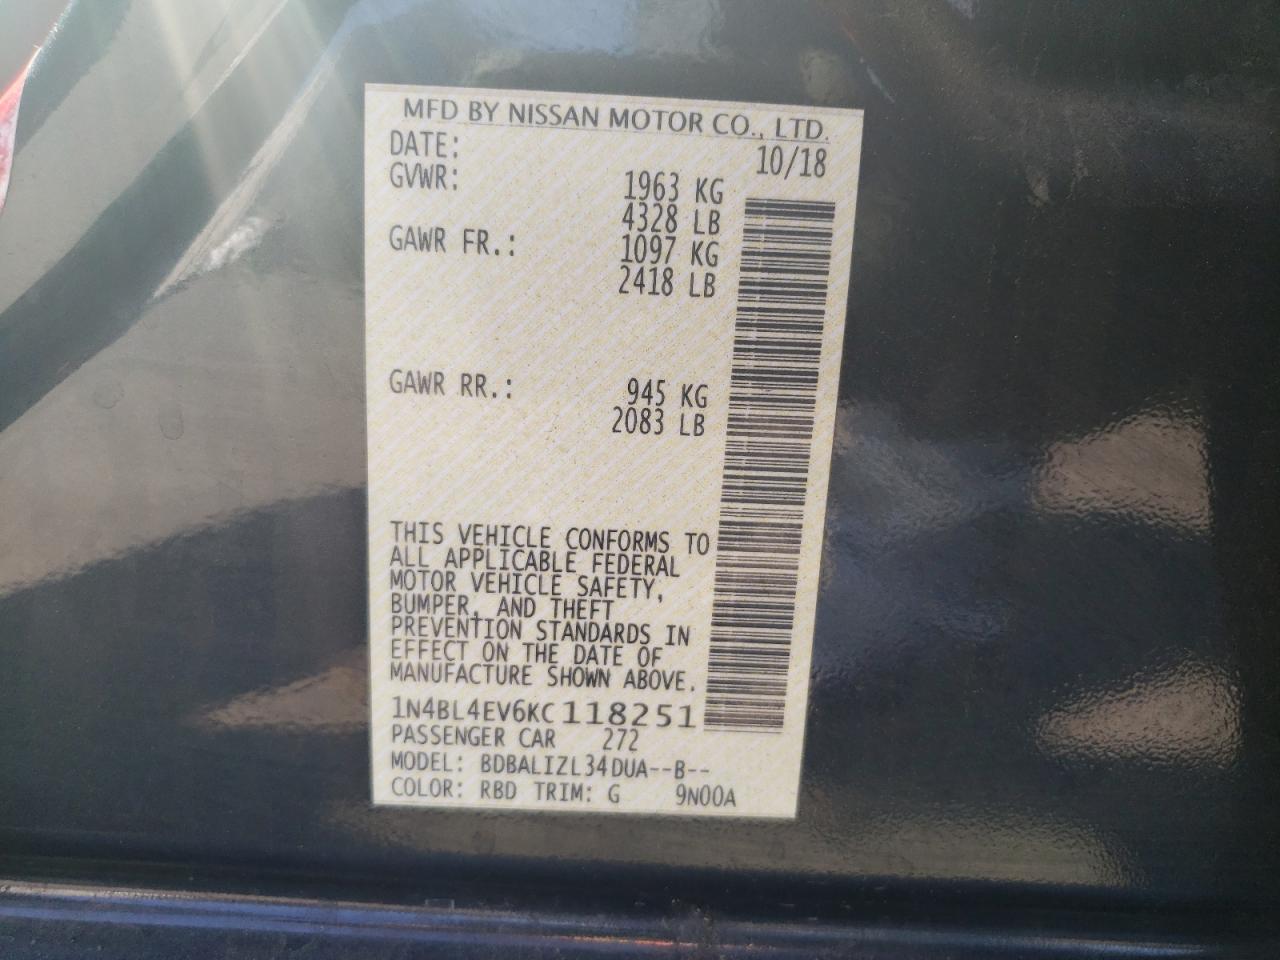 MFD BY NISSAN MOTOR CO., LTD.
DATE: 10/18
GVWR: 1963 KG
4328 LB
GAWR FR.: 1097 KG
2418 LB
GAWR RR.: 945 KG
2083 LB
THIS VEHICLE CONFORMS TO
ALL APPLICABLE FEDERAL
MOTOR VEHICLE SAFETY,
BUMPER, AND THEFT
PREVENTION STANDARDS IN
EFFECT ON THE DATE OF
MANUFACTURE SHOWN ABOVE.
1N4BL4EV6KC118251
PASSENGER CAR 272
MODEL: BDBALIZL34DUA--B--
COLOR: RBD TRIM: G 9N00A